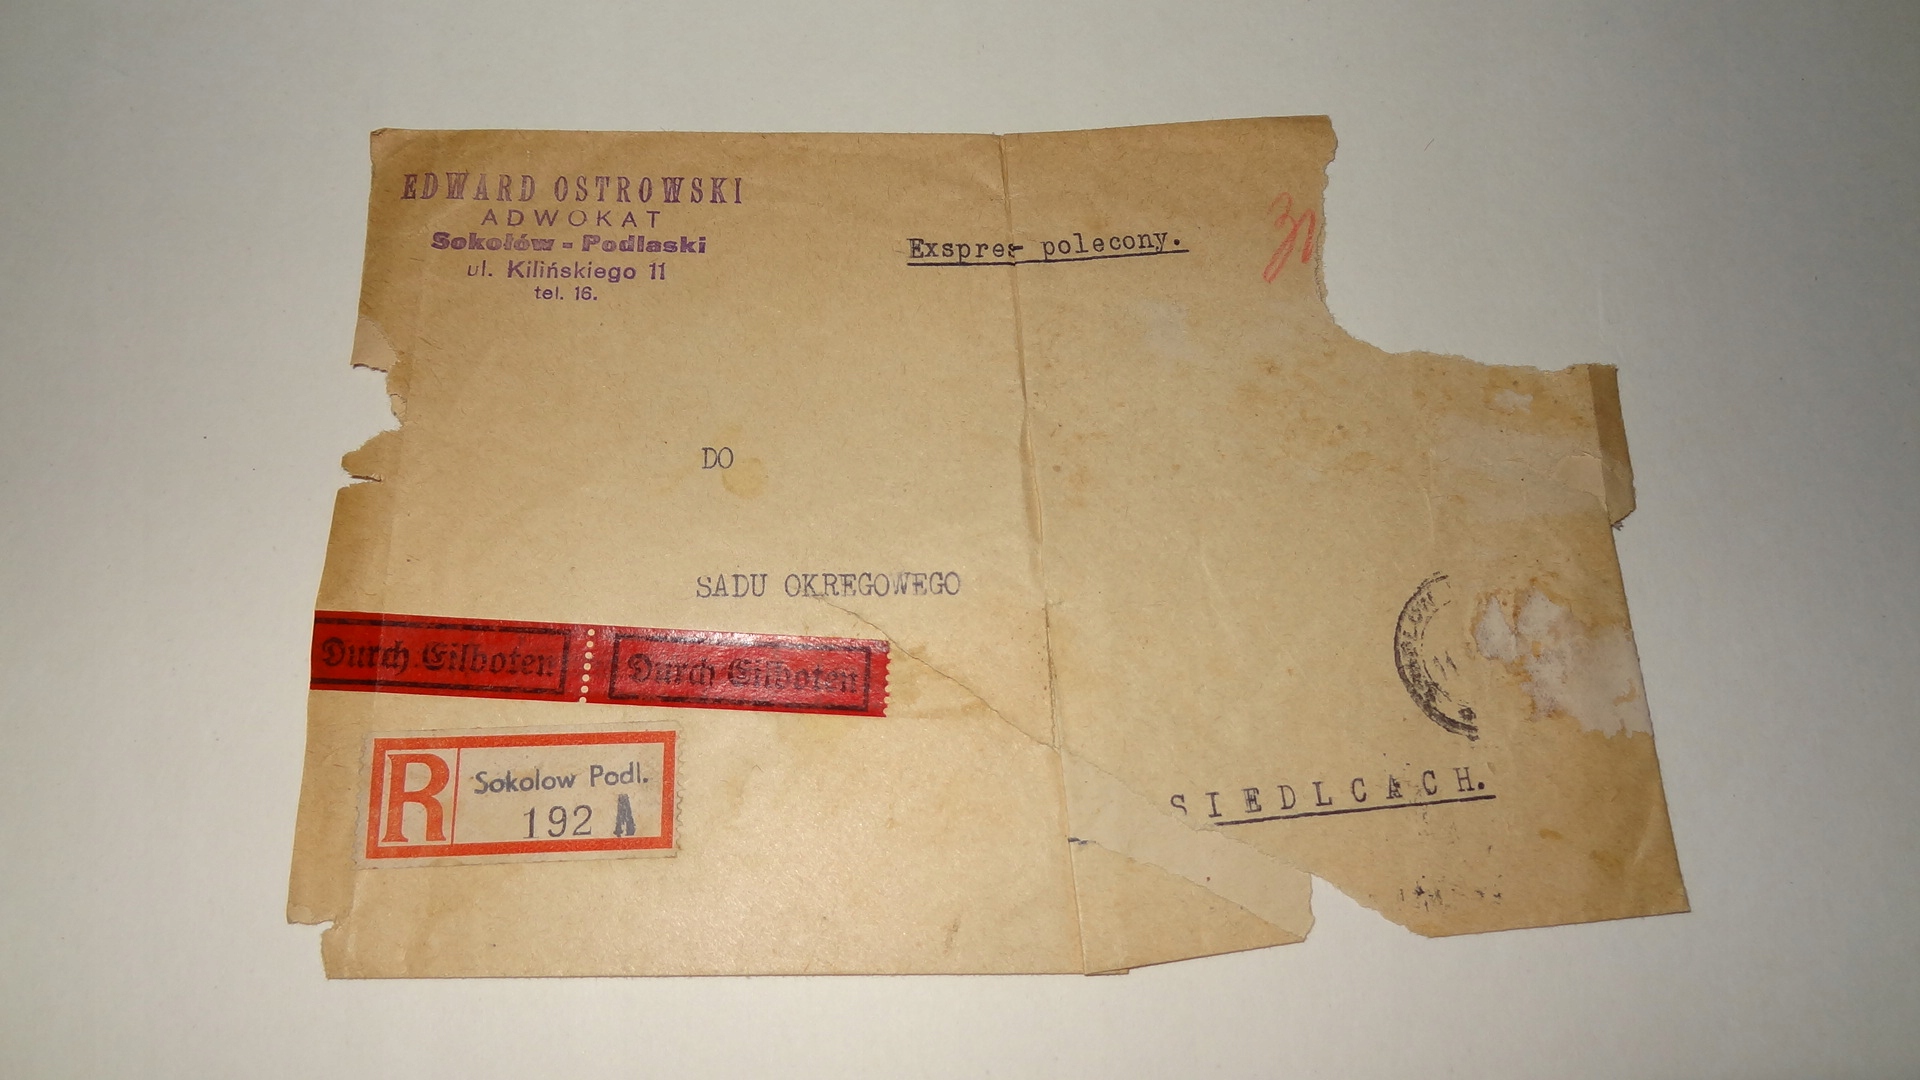 EDWARD OSTROWSKI
ADWOKAT
Sokołów - Podlaski
ul. Kilińskiego 11
tel. 16.
Expres polecony.
DO
SADU OKREGOWEGO
Durch Eilboten Durch Eilboten
R Sokolow Podl.
192 A
SIEDLCACH.